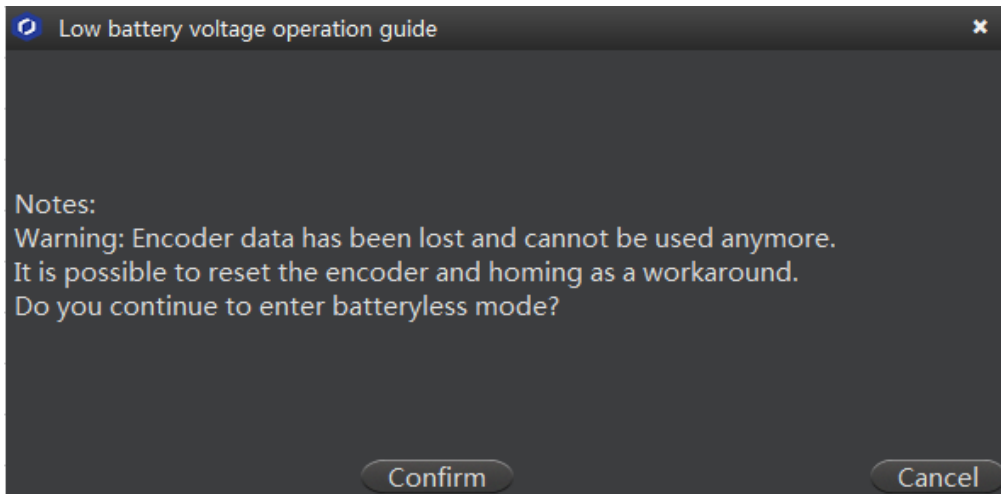 Low battery voltage operation guide
Notes:
Warning: Encoder data has been lost and cannot be used anymore.
It is possible to reset the encoder and homing as a workaround.
Do you continue to enter batteryless mode?
Confirm
Cancel